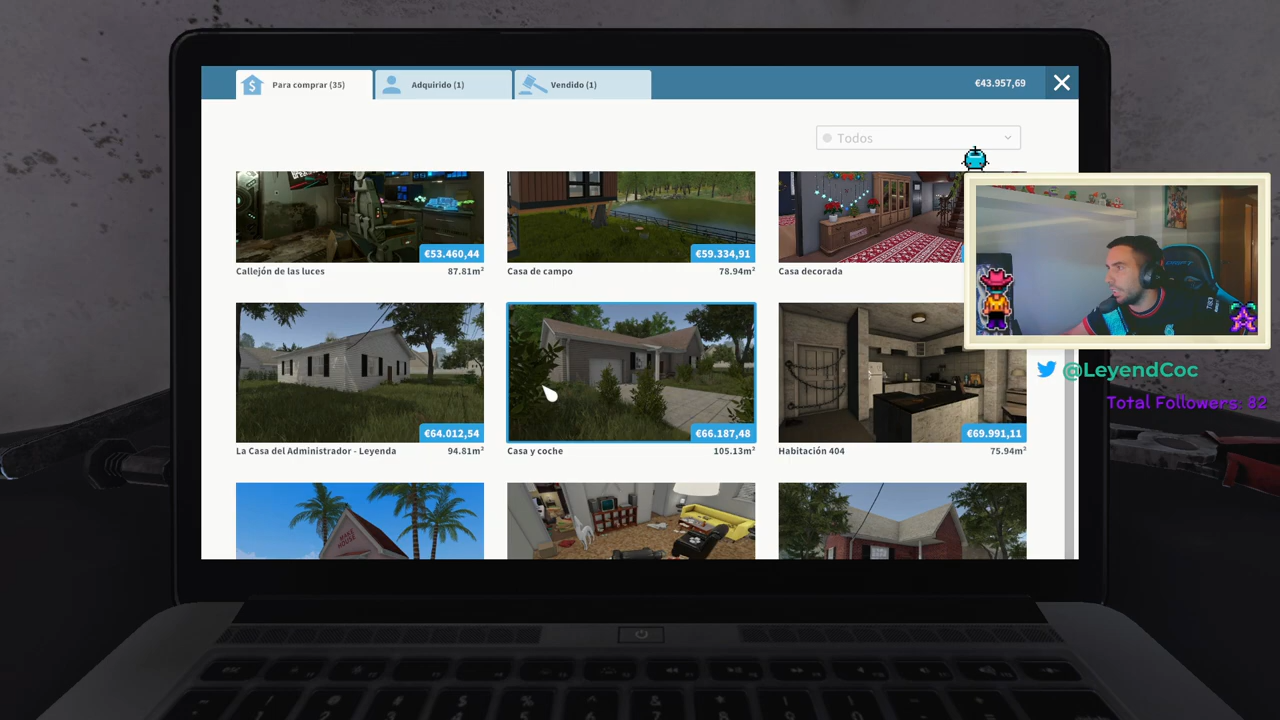 Para comprar (35)
Adquirido (1)
Vendido (1)
€43.957,69
Todos
€53.460,44
€59.334,91
Callejón de las luces
87.81m²
Casa de campo
78.94m²
Casa decorada
@LeyendCoc
Total Followers: 82
€64.012,54
€66.187,48
€69.991,11
La Casa del Administrador - Leyenda
94.81m²
Casa y coche
105.13m²
Habitación 404
75.94m²